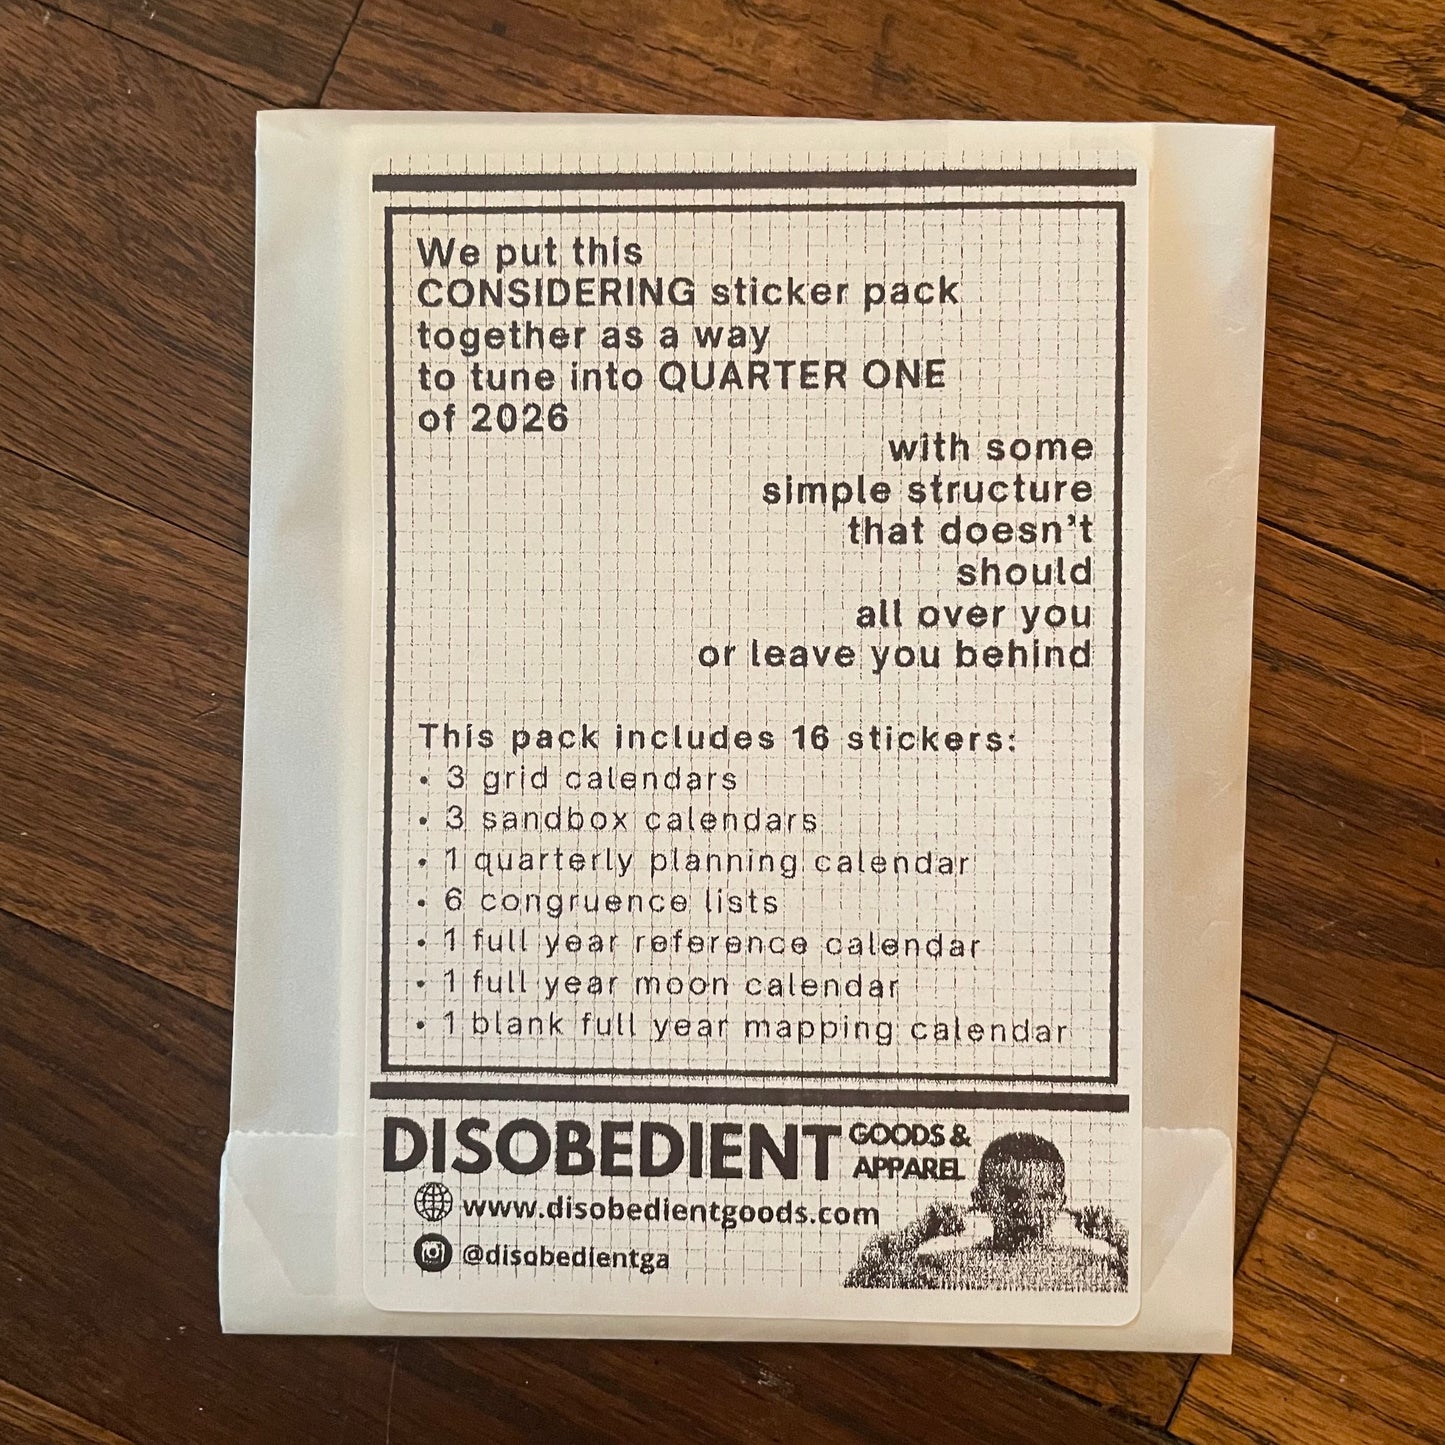 We put this
CONSIDERING sticker pack
together as a way
to tune into QUARTER ONE
of 2026
with some
simple structure
that doesn't
should
all over you
or leave you behind
This pack includes 16 stickers:
• 3 grid calendars
• 3 sandbox calendars
• 1 quarterly planning calendar
• 6 congruence lists
• 1 full year reference calendar
• 1 full year moon calendar
• 1 blank full year mapping calendar
DISOBEDIENT GOODS &
APPAREL
www.disobedientgoods.com
@disobedientga